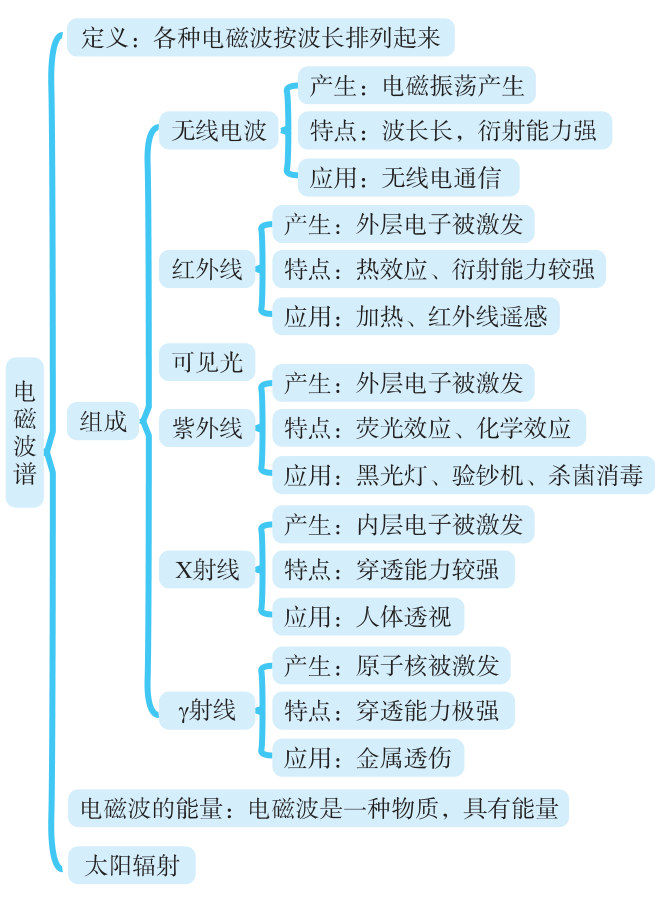 电磁波谱
定义：各种电磁波按波长排列起来
组成
无线电波
产生：电磁振荡产生
特点：波长长，衍射能力强
应用：无线电通信
红外线
产生：外层电子被激发
特点：热效应、衍射能力较强
应用：加热、红外线遥感
可见光
紫外线
产生：外层电子被激发
特点：荧光效应、化学效应
应用：黑光灯、验钞机、杀菌消毒
X射线
产生：内层电子被激发
特点：穿透能力较强
应用：人体透视
γ射线
产生：原子核被激发
特点：穿透能力极强
应用：金属透伤
电磁波的能量：电磁波是一种物质，具有能量
太阳辐射